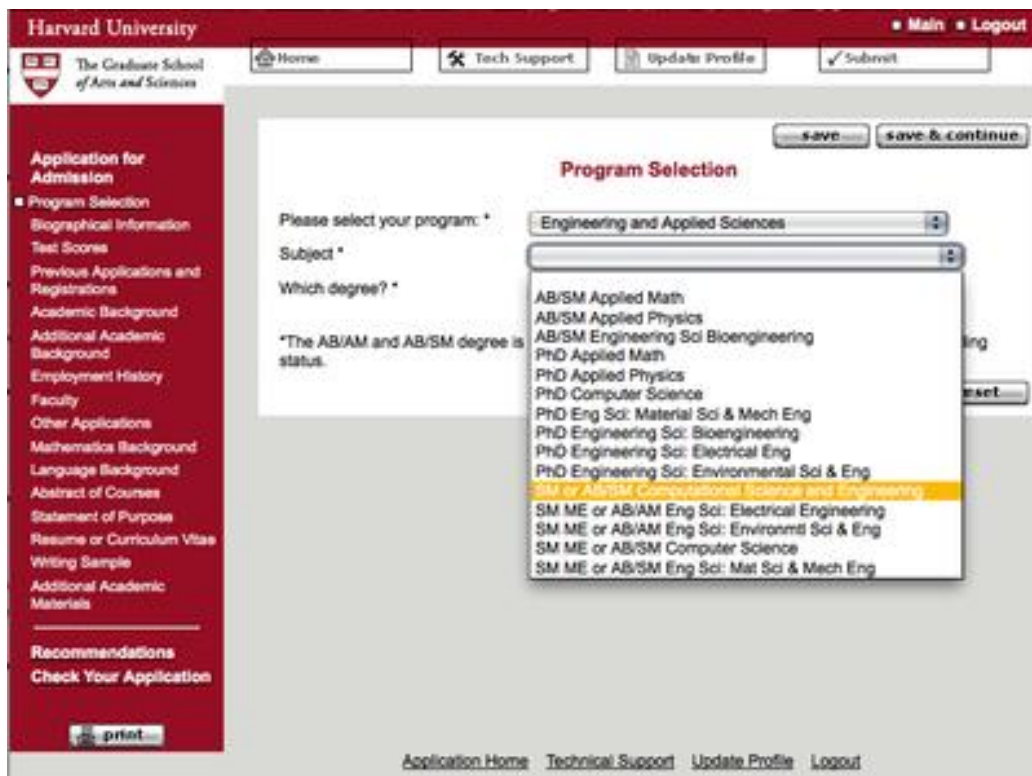 Harvard University
Main Logout
The Graduate School
of Arts and Sciences
Home
Tech Support
Update Profile
Submit
save
save & continue
Application for
Admission
Program Selection
Biographical Information
Test Scores
Previous Applications and
Registrations
Academic Background
Additional Academic
Background
Employment History
Faculty
Other Applications
Mathematics Background
Language Background
Abstract of Courses
Statement of Purpose
Resume or Curriculum Vitae
Writing Sample
Additional Academic
Materials
Recommendations
Check Your Application
print
Program Selection
Please select your program: * Engineering and Applied Sciences
Subject *
Which degree? *
AB/SM Applied Math
AB/SM Applied Physics
AB/SM Engineering Sci Bioengineering
PhD Applied Math
PhD Applied Physics
PhD Computer Science
PhD Eng Sci: Material Sci & Mech Eng
PhD Engineering Sci: Bioengineering
PhD Engineering Sci: Electrical Eng
PhD Engineering Sci: Environmental Sci & Eng
SM or AB/SM Computational Science and Engineering
SM ME or AB/AM Eng Sci: Electrical Engineering
SM ME or AB/AM Eng Sci: Environmtl Sci & Eng
SM ME or AB/SM Computer Science
SM ME or AB/SM Eng Sci: Mat Sci & Mech Eng
*The AB/AM and AB/SM degree is
status.
Application Home Technical Support Update Profile Logout